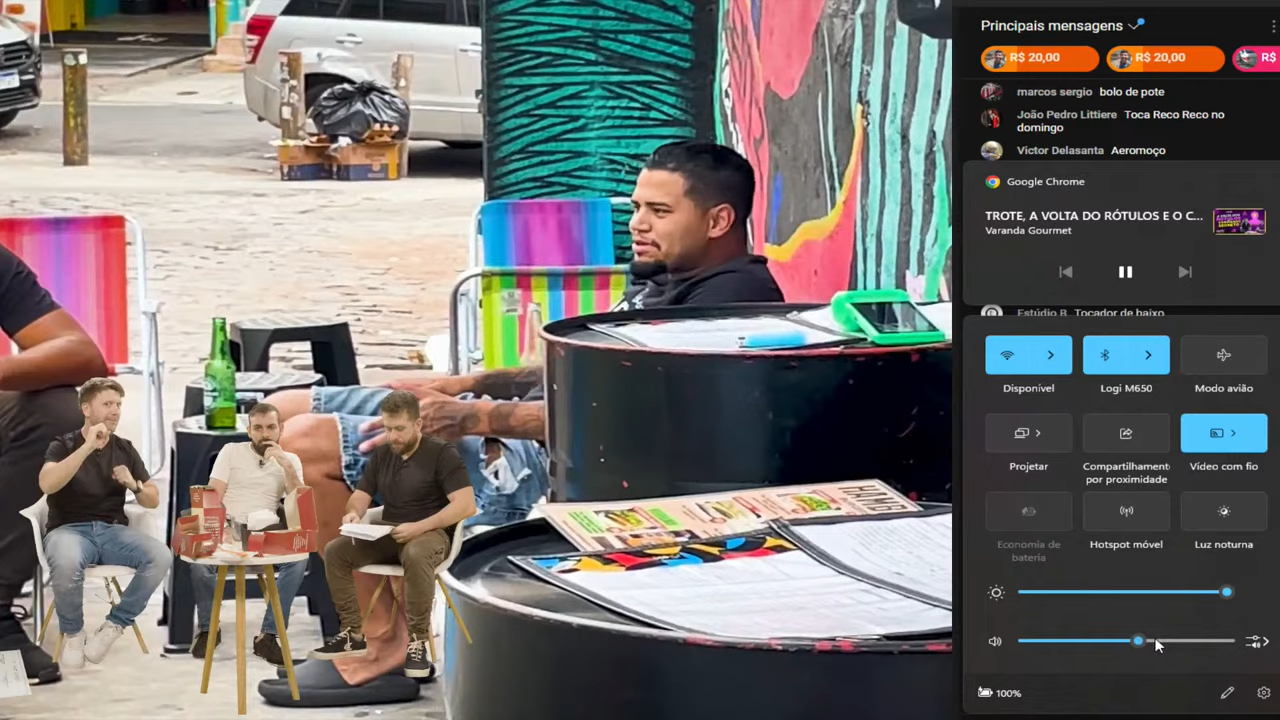 Principais mensagens
R$ 20,00
R$ 20,00
R$
marcos sergio bolo de pote
João Pedro Littiere Toca Reco Reco no
domingo
Victor Delasanta Aeromoço
Google Chrome
TROTE, A VOLTA DO RÓTULOS E O C...
Varanda Gourmet
Estúdio B Tocador de baixo
Disponível
Logi M650
Modo avião
Projetar
Compartilhament
por proximidade
Vídeo com fio
Economia de
bateria
Hotspot móvel
Luz noturna
100%